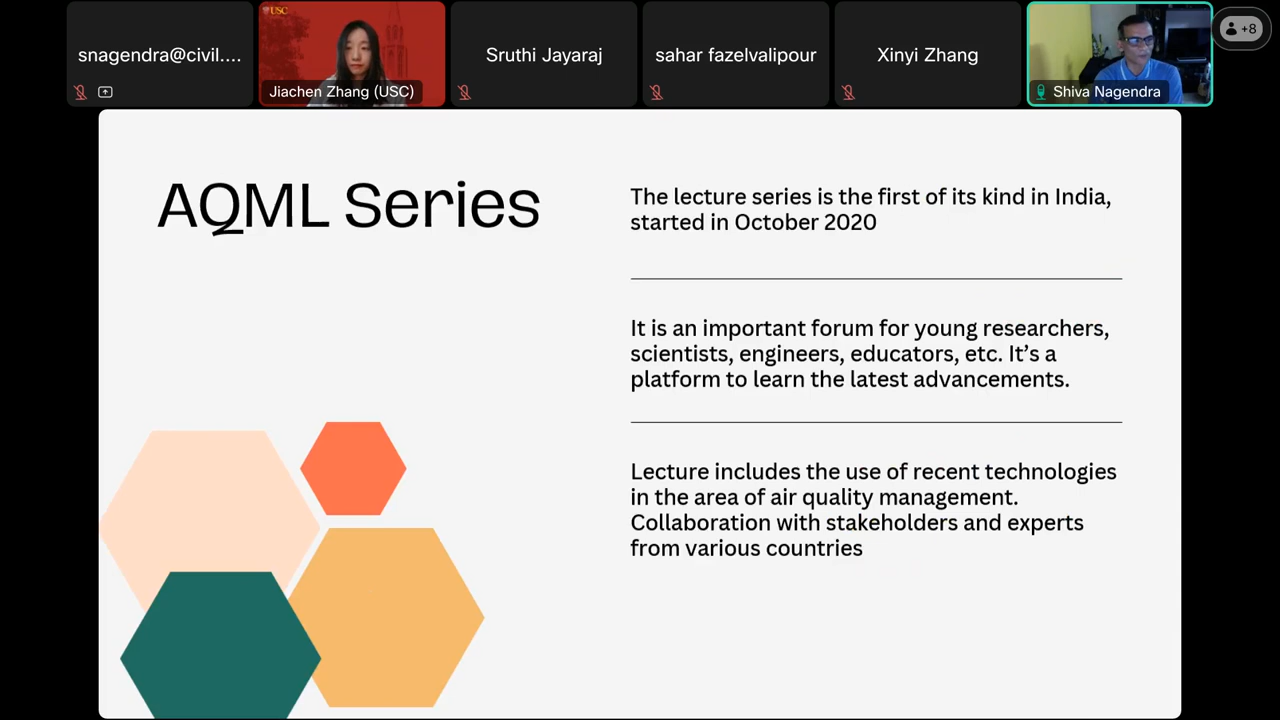 snagendra@civil....
USC
Jiachen Zhang (USC)
Sruthi Jayaraj
sahar fazelvalipour
Xinyi Zhang
Shiva Nagendra
+8
AQML Series
The lecture series is the first of its kind in India,
started in October 2020
It is an important forum for young researchers,
scientists, engineers, educators, etc. It’s a
platform to learn the latest advancements.
Lecture includes the use of recent technologies
in the area of air quality management.
Collaboration with stakeholders and experts
from various countries